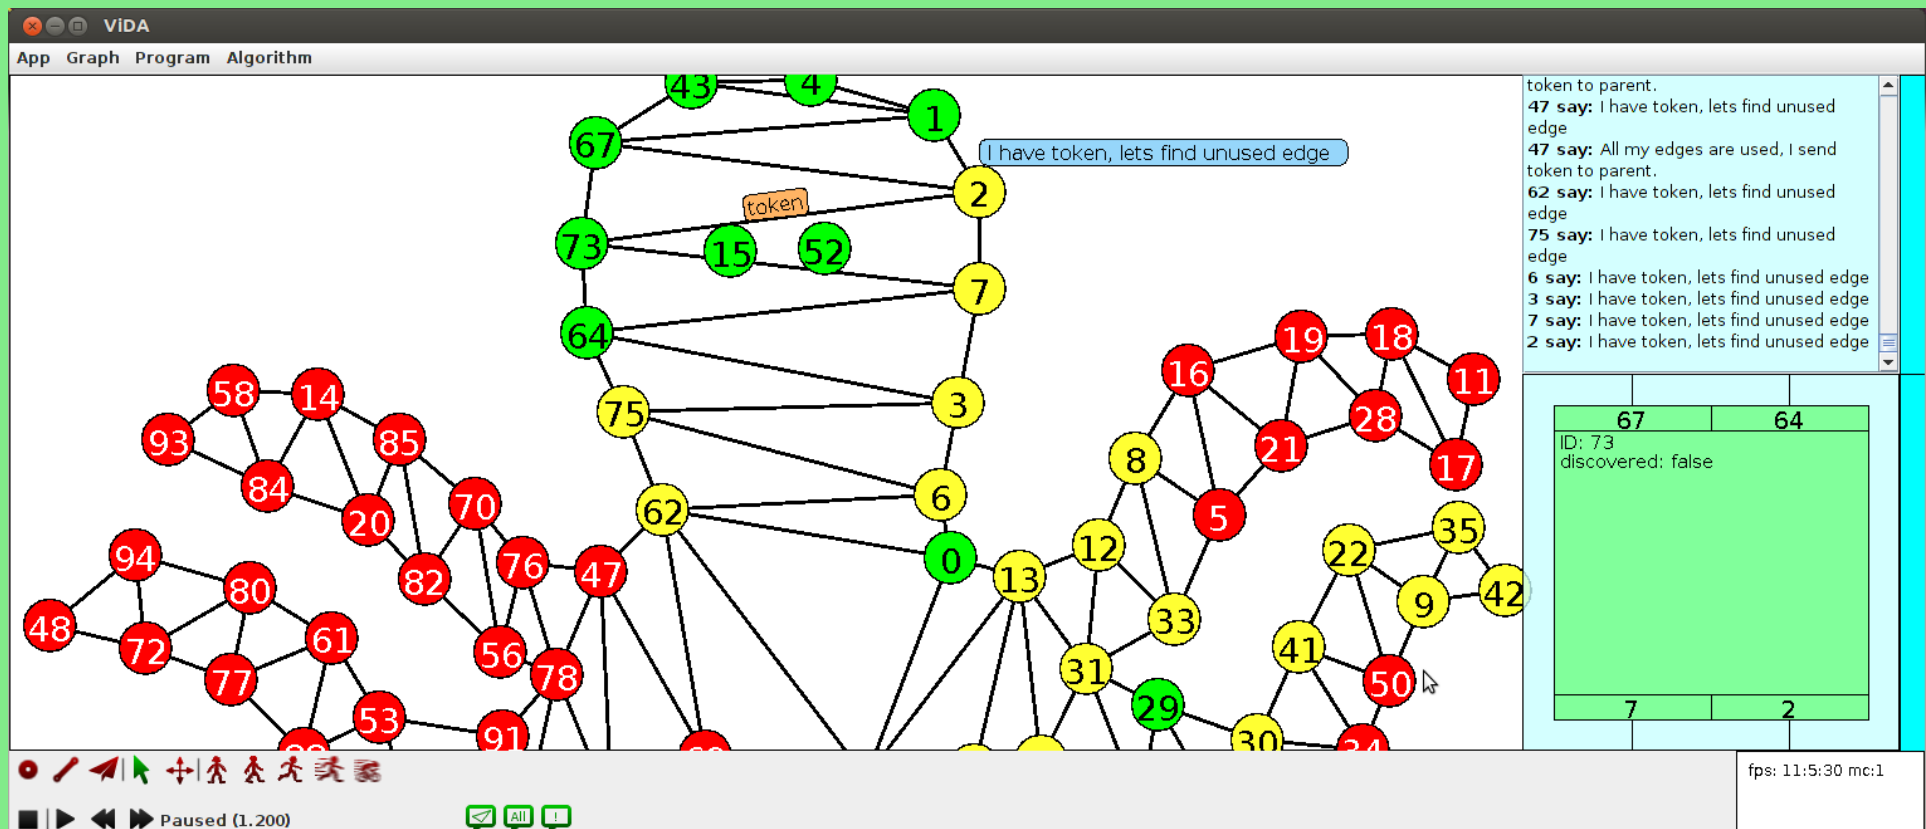 ViDA
App Graph Program Algorithm
43 4
1
67
I have token, lets find unused edge
2
token
73 15 52
7
64
19 18
16 11
58 14
75 3
28
93 85
8 21
17
84
70 6
62
20 5
35
94 12 22
76 47 0
82 13
80
9 42
48
33
61
72
56
41
31
77 78 50
29
53
91 30
34
token to parent.
47 say: I have token, lets find unused
edge
47 say: All my edges are used, I send
token to parent.
62 say: I have token, lets find unused
edge
75 say: I have token, lets find unused
edge
6 say: I have token, lets find unused edge
3 say: I have token, lets find unused edge
7 say: I have token, lets find unused edge
2 say: I have token, lets find unused edge
67 64
ID: 73
discovered: false
7 2
fps: 11:5:30 mc:1
Paused (1.200)
All !